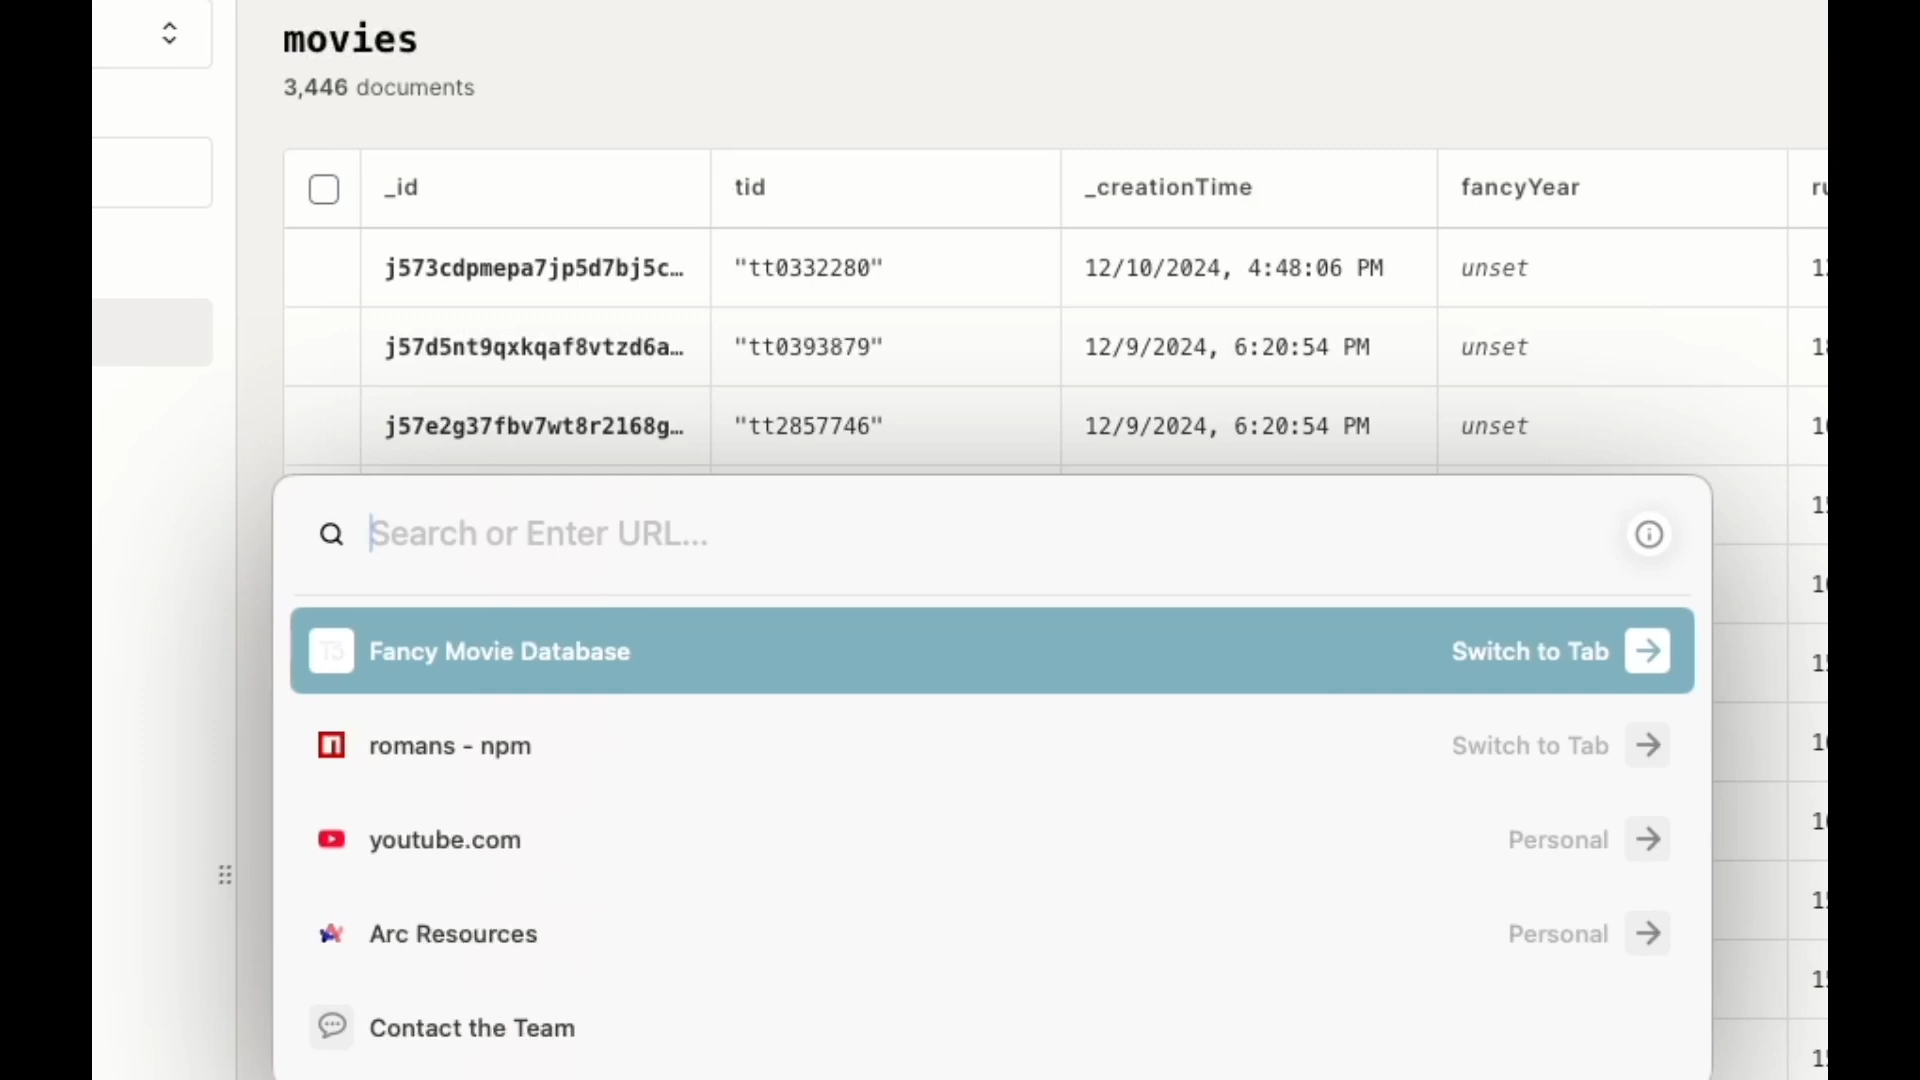 movies
3,446 documents
_id tid _creationTime fancyYear
j573cdpmepa7jp5d7bj5c… "tt0332280" 12/10/2024, 4:48:06 PM unset
j57d5nt9qxkqaf8vtzd6a… "tt0393879" 12/9/2024, 6:20:54 PM unset
j57e2g37fbv7wt8r2168g… "tt2857746" 12/9/2024, 6:20:54 PM unset
Search or Enter URL...
T3 Fancy Movie Database Switch to Tab
romans - npm Switch to Tab
youtube.com Personal
Arc Resources Personal
Contact the Team